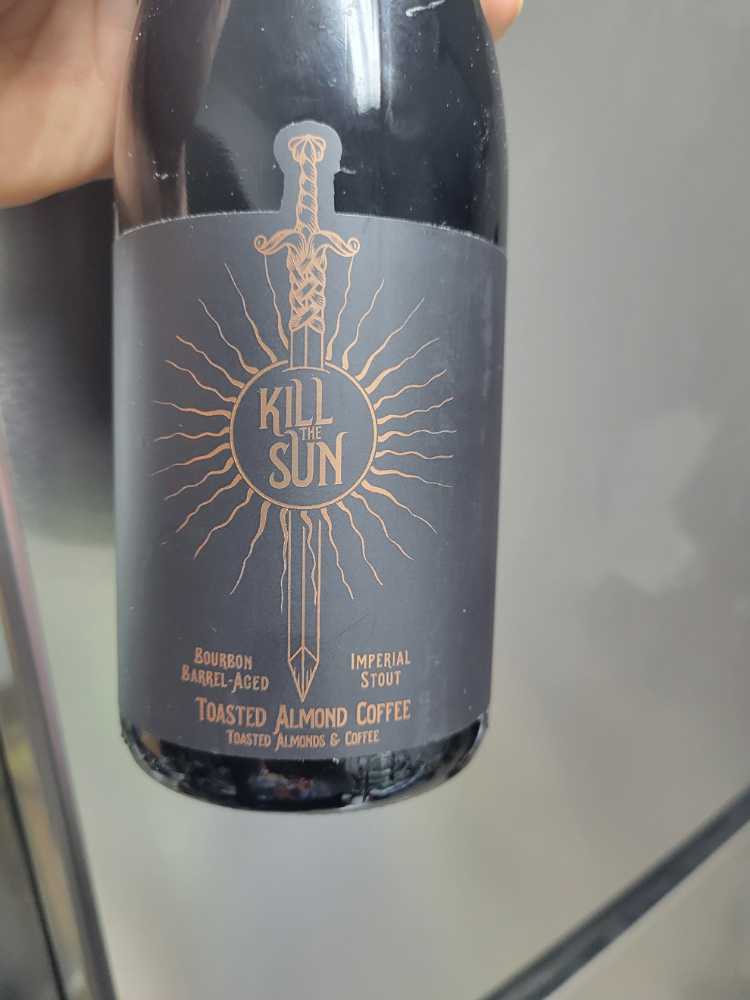 KILL
THE
SUN
BOURBON
BARREL-AGED
IMPERIAL
STOUT
TOASTED ALMOND COFFEE
TOASTED ALMONDS & COFFEE